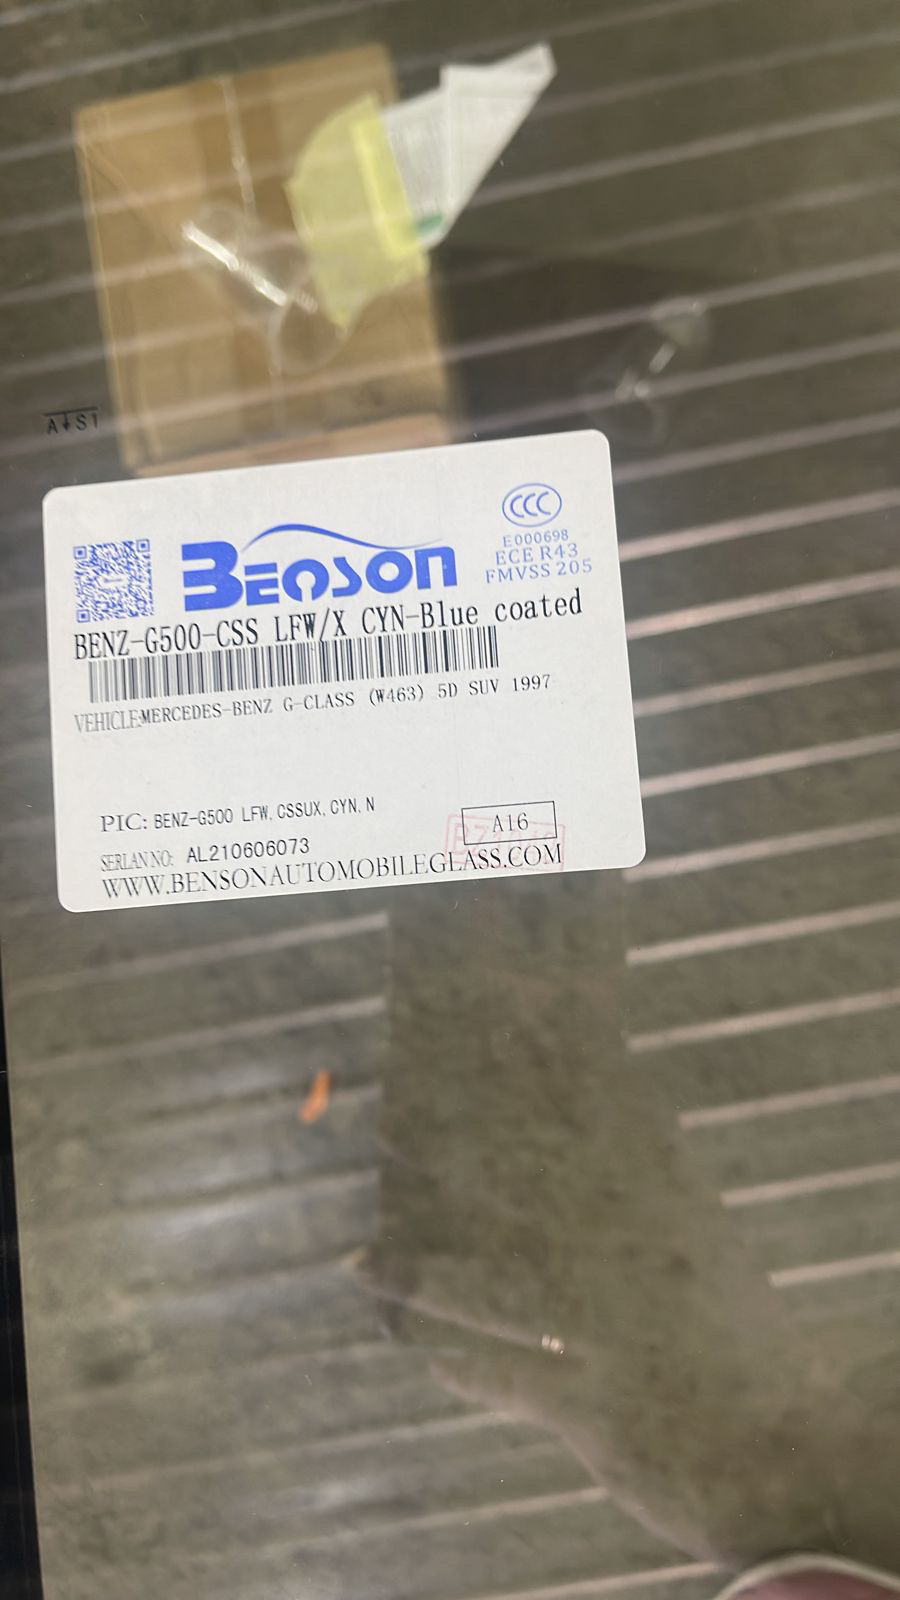 A↓S1
CCC
E000698
ECE R43
FMVSS 205
BENSON
BENZ-G500-CSS LFW/X CYN-Blue coated
VEHICLE:MERCEDES-BENZ G-CLASS (W463) 5D SUV 1997
PIC: BENZ-G500 LFW, CSSUX, CYN, N
A16
SERLAN NO: AL210606073
WWW.BENSONAUTOMOBILEGLASS.COM